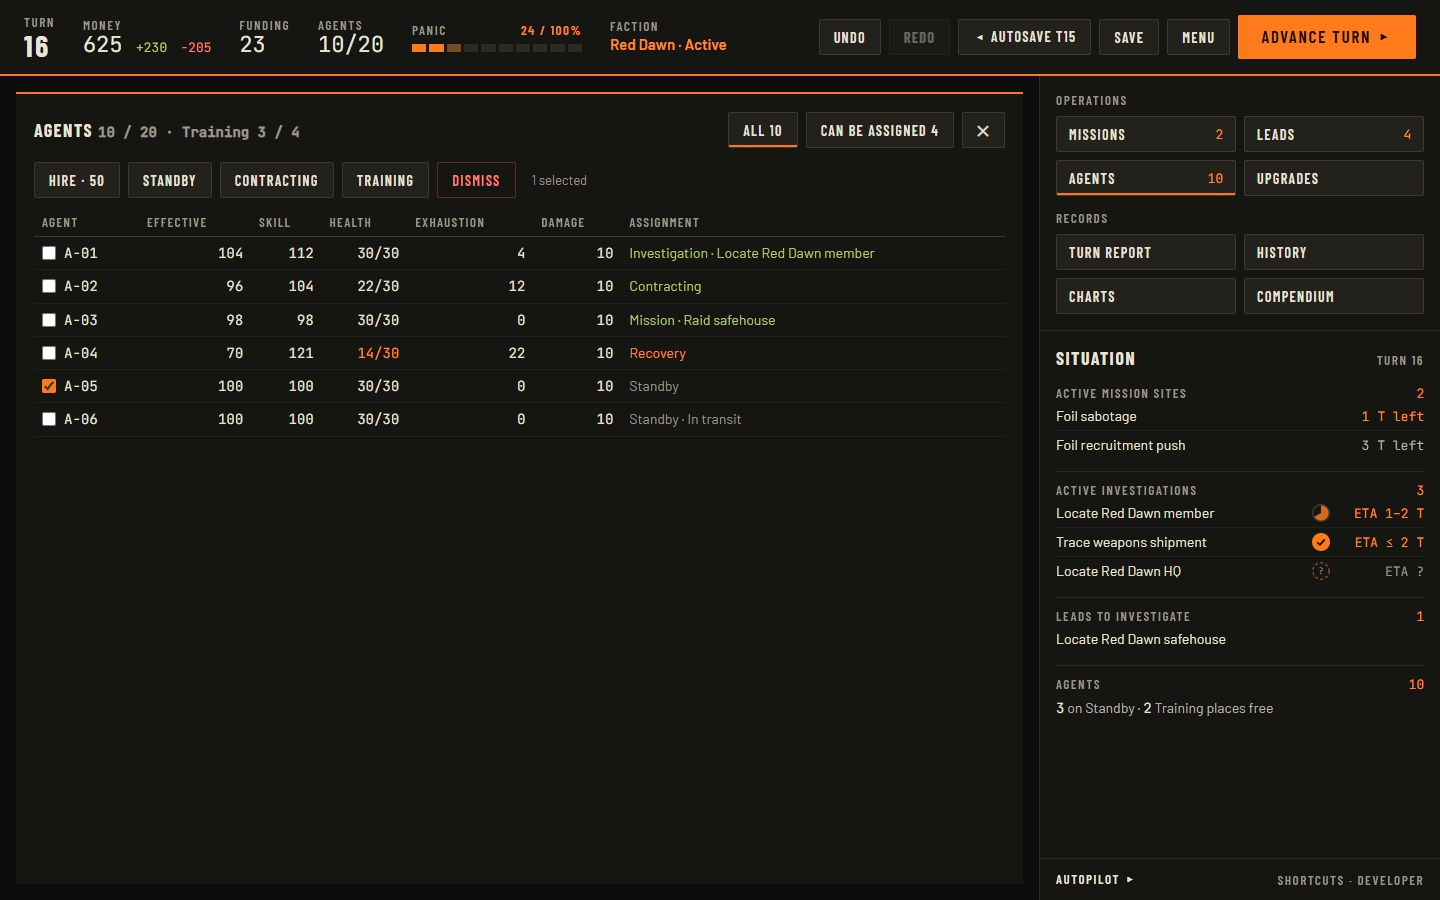 TURN
16
MONEY
625 +230 -205
FUNDING
23
AGENTS
10/20
PANIC 24 / 100%
FACTION
Red Dawn · Active
UNDO
REDO
◄ AUTOSAVE T15
SAVE
MENU
ADVANCE TURN ►
AGENTS 10 / 20 · Training 3 / 4
ALL 10
CAN BE ASSIGNED 4
✕
HIRE · 50
STANDBY
CONTRACTING
TRAINING
DISMISS
1 selected
AGENT EFFECTIVE SKILL HEALTH EXHAUSTION DAMAGE ASSIGNMENT
A-01 104 112 30/30 4 10 Investigation · Locate Red Dawn member
A-02 96 104 22/30 12 10 Contracting
A-03 98 98 30/30 0 10 Mission · Raid safehouse
A-04 70 121 14/30 22 10 Recovery
A-05 100 100 30/30 0 10 Standby
A-06 100 100 30/30 0 10 Standby · In transit
OPERATIONS
MISSIONS 2
LEADS 4
AGENTS 10
UPGRADES
RECORDS
TURN REPORT
HISTORY
CHARTS
COMPENDIUM
SITUATION TURN 16
ACTIVE MISSION SITES 2
Foil sabotage 1 T left
Foil recruitment push 3 T left
ACTIVE INVESTIGATIONS 3
Locate Red Dawn member ETA 1–2 T
Trace weapons shipment ETA ≤ 2 T
Locate Red Dawn HQ ? ETA ?
LEADS TO INVESTIGATE 1
Locate Red Dawn safehouse
AGENTS 10
3 on Standby · 2 Training places free
AUTOPILOT ►
SHORTCUTS · DEVELOPER